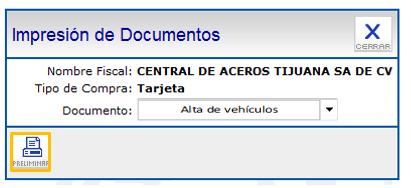 Impresión de Documentos
X
CERRAR
Nombre Fiscal: CENTRAL DE ACEROS TIJUANA SA DE CV
Tipo de Compra: Tarjeta
Documento: Alta de vehículos
PRELIMINAR